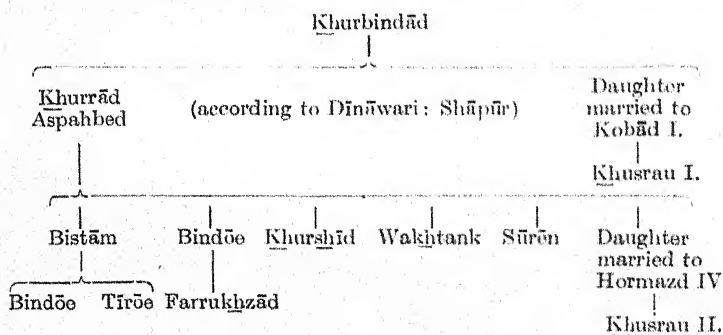 Khurbindād
Khurrād
Aspahbed
(according to Dīnāwari: Shāpūr)
Daughter
married to
Kobād I.
Khusrau I.
Bistām Bindōe Khurshīd Wakhtank Sūrēn Daughter
married to
Hormazd IV
Bindōe Tīrōe Farrukhzād
Khusrau II.